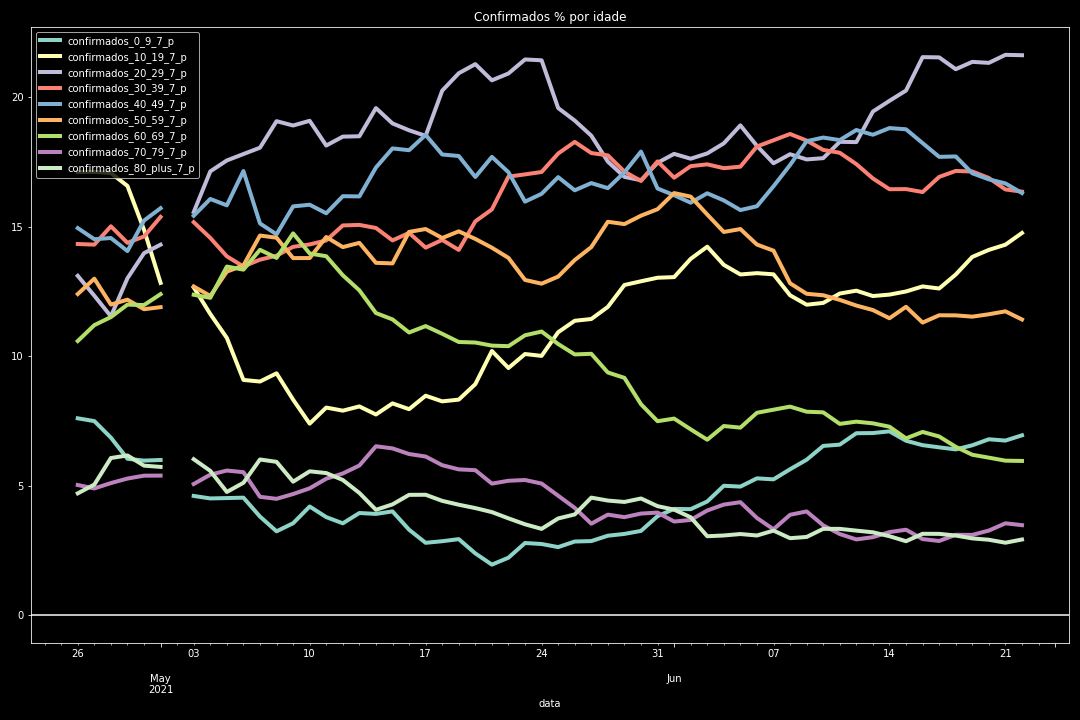 Confirmados % por idade
confirmados_0_9_7_p
confirmados_10_19_7_p
confirmados_20_29_7_p
confirmados_30_39_7_p
confirmados_40_49_7_p
confirmados_50_59_7_p
confirmados_60_69_7_p
confirmados_70_79_7_p
confirmados_80_plus_7_p
20
15
10
5
0
26 03 10 17 24 31 07 14 21
May Jun
2021
data